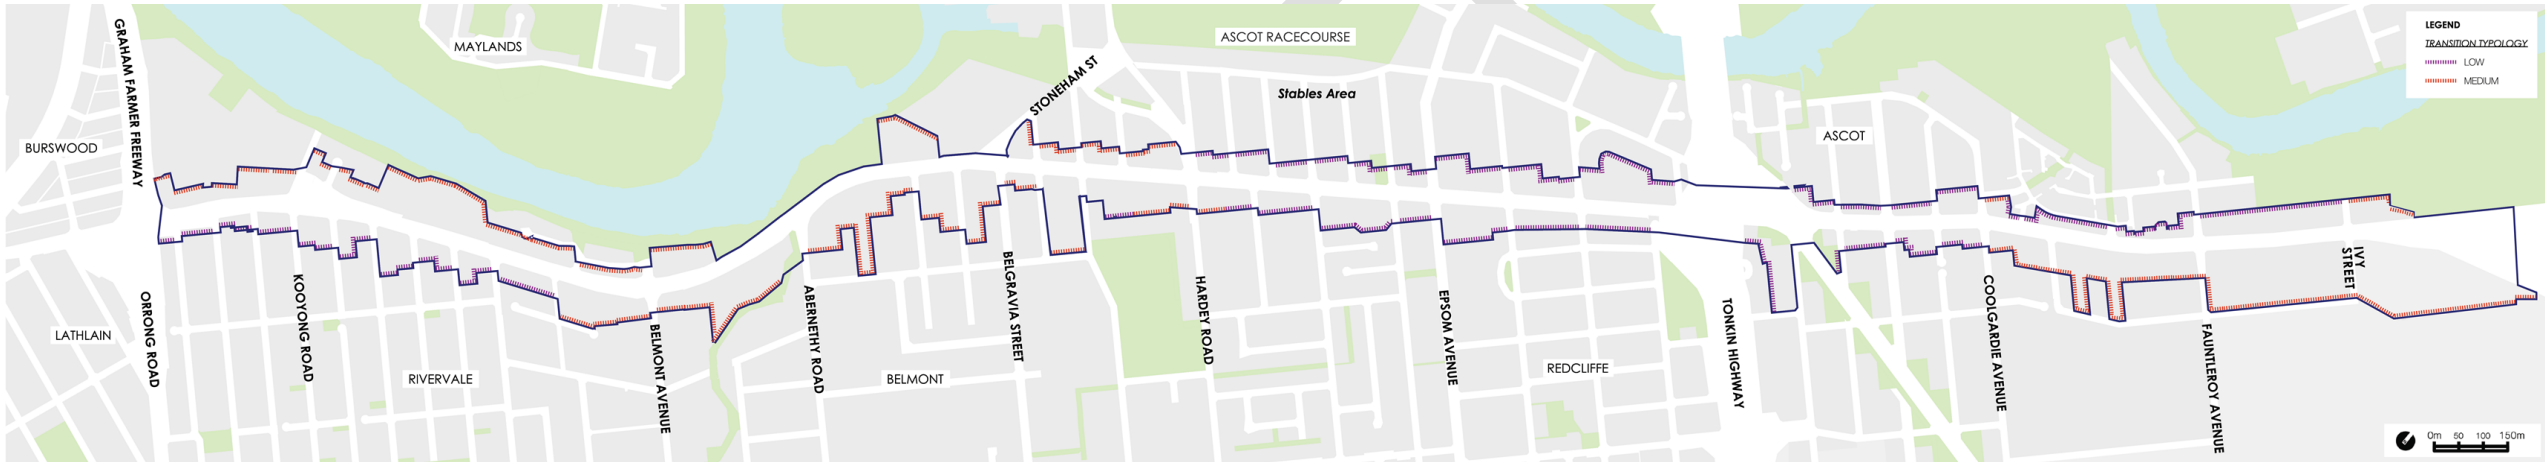 GRAHAM FARMER FREEWAY
MAYLANDS
ASCOT RACECOURSE
STONEHAM ST
Stables Area
LEGEND
TRANSITION TYPOLOGY
LOW
MEDIUM
BURSWOOD
ASCOT
LATHLAIN
ORRONG ROAD
KOOYONG ROAD
RIVERVALE
BELMONT AVENUE
ABERNETHY ROAD
BELMONT
BELGRAVIA STREET
HARDEY ROAD
EPSOM AVENUE
REDCLIFFE
TONKIN HIGHWAY
COOLGARDIE AVENUE
FAUNTLEROY AVENUE
IVY
STREET
0m 50 100 150m